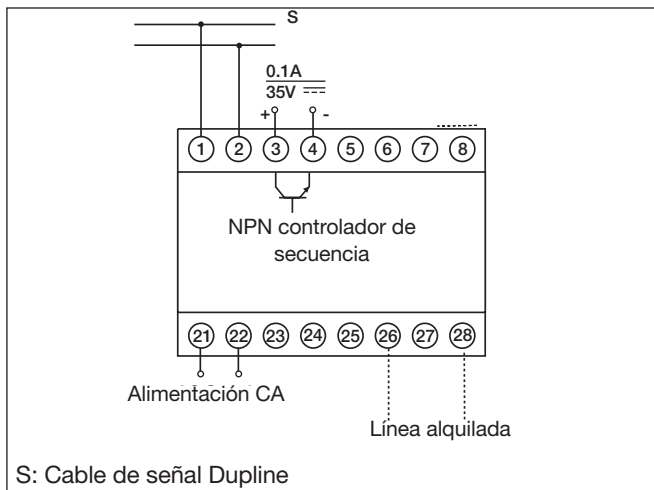 S
0.1A
35V
+ -
1 2 3 4 5 6 7 8
NPN controlador de
secuencia
21 22 23 24 25 26 27 28
Alimentación CA
Línea alquilada
S: Cable de señal Dupline